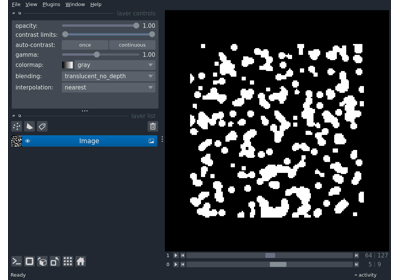 File View Plugins Window Help
layer controls
opacity: 1.00
contrast limits:
auto-contrast: once continuous
gamma: 1.00
colormap: gray
blending: translucent_no_depth
interpolation: nearest
layer list
Image
1 64 127
0 5 9
Ready activity